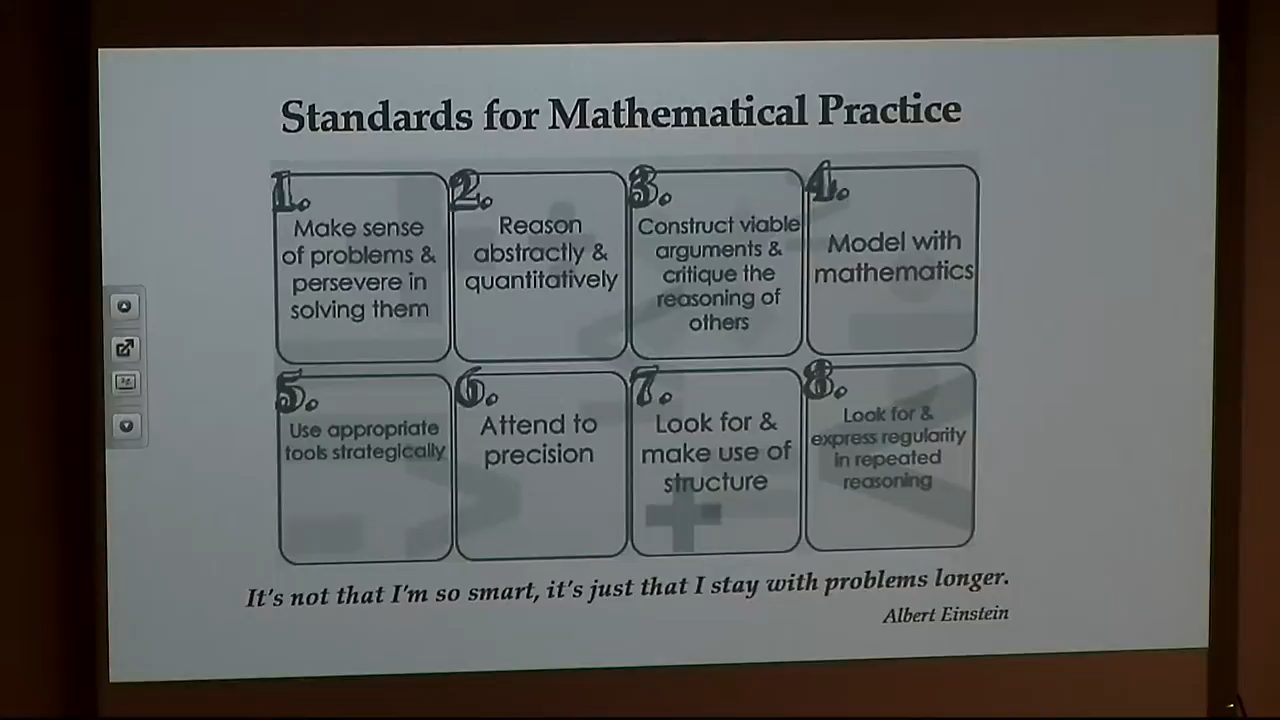 Standards for Mathematical Practice
1.
Make sense
of problems &
persevere in
solving them
2.
Reason
abstractly &
quantitatively
3.
Construct viable
arguments &
critique the
reasoning of
others
4.
Model with
mathematics
5.
Use appropriate
tools strategically
6.
Attend to
precision
7.
Look for &
make use of
structure
8.
Look for &
express regularity
in repeated
reasoning
It's not that I'm so smart, it's just that I stay with problems longer.
Albert Einstein